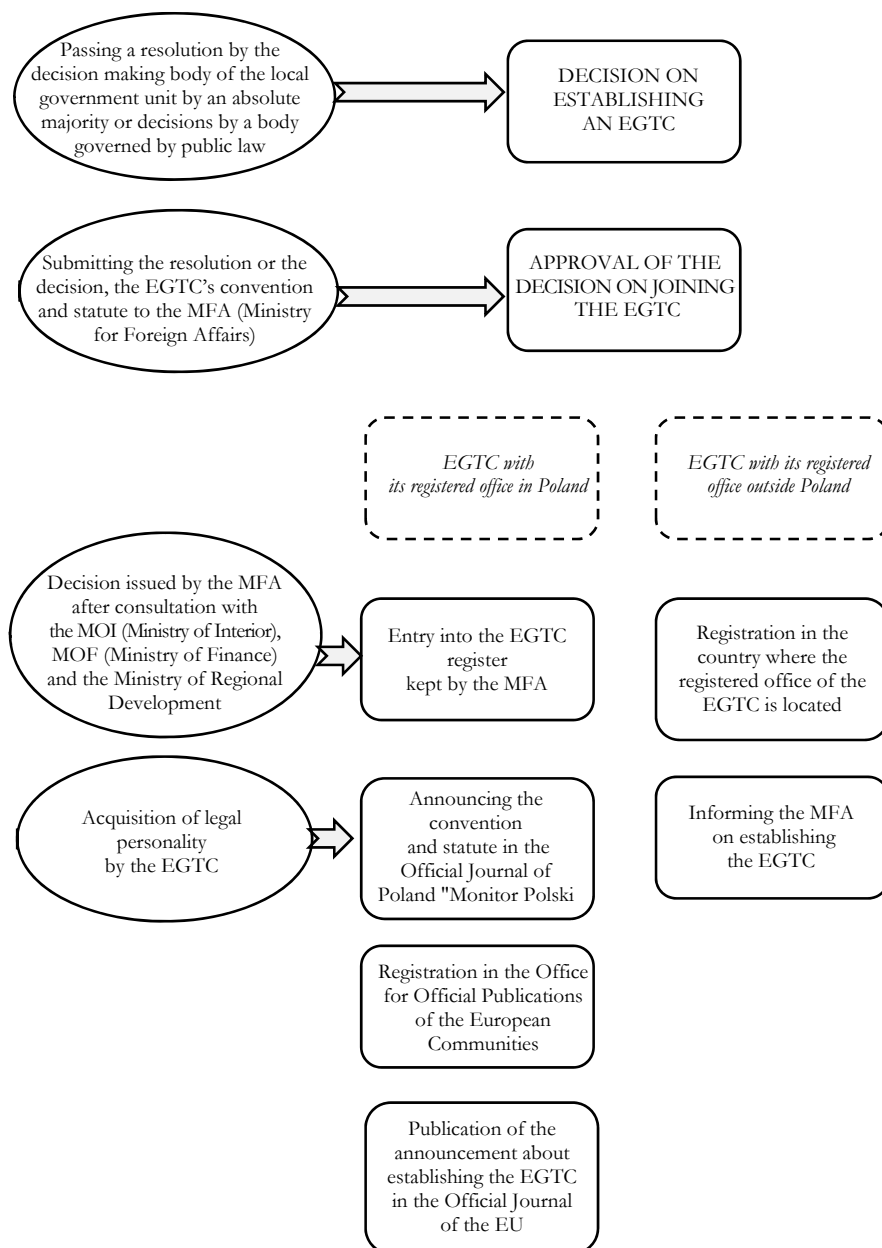 Passing a resolution by the
decision making body of the local
government unit by an absolute
majority or decisions by a body
governed by public law
DECISION ON
ESTABLISHING
AN EGTC
Submitting the resolution or the
decision, the EGTC's convention
and statute to the MFA (Ministry
for Foreign Affairs)
APPROVAL OF THE
DECISION ON JOINING
THE EGTC
EGTC with
its registered office in Poland
EGTC with its registered
office outside Poland
Decision issued by the MFA
after consultation with
the MOI (Ministry of Interior),
MOF (Ministry of Finance)
and the Ministry of Regional
Development
Entry into the EGTC
register
kept by the MFA
Registration in the
country where the
registered office of the
EGTC is located
Acquisition of legal
personality
by the EGTC
Announcing the
convention
and statute in the
Official Journal of
Poland "Monitor Polski
Informing the MFA
on establishing
the EGTC
Registration in the Office
for Official Publications
of the European
Communities
Publication of the
announcement about
establishing the EGTC
in the Official Journal
of the EU